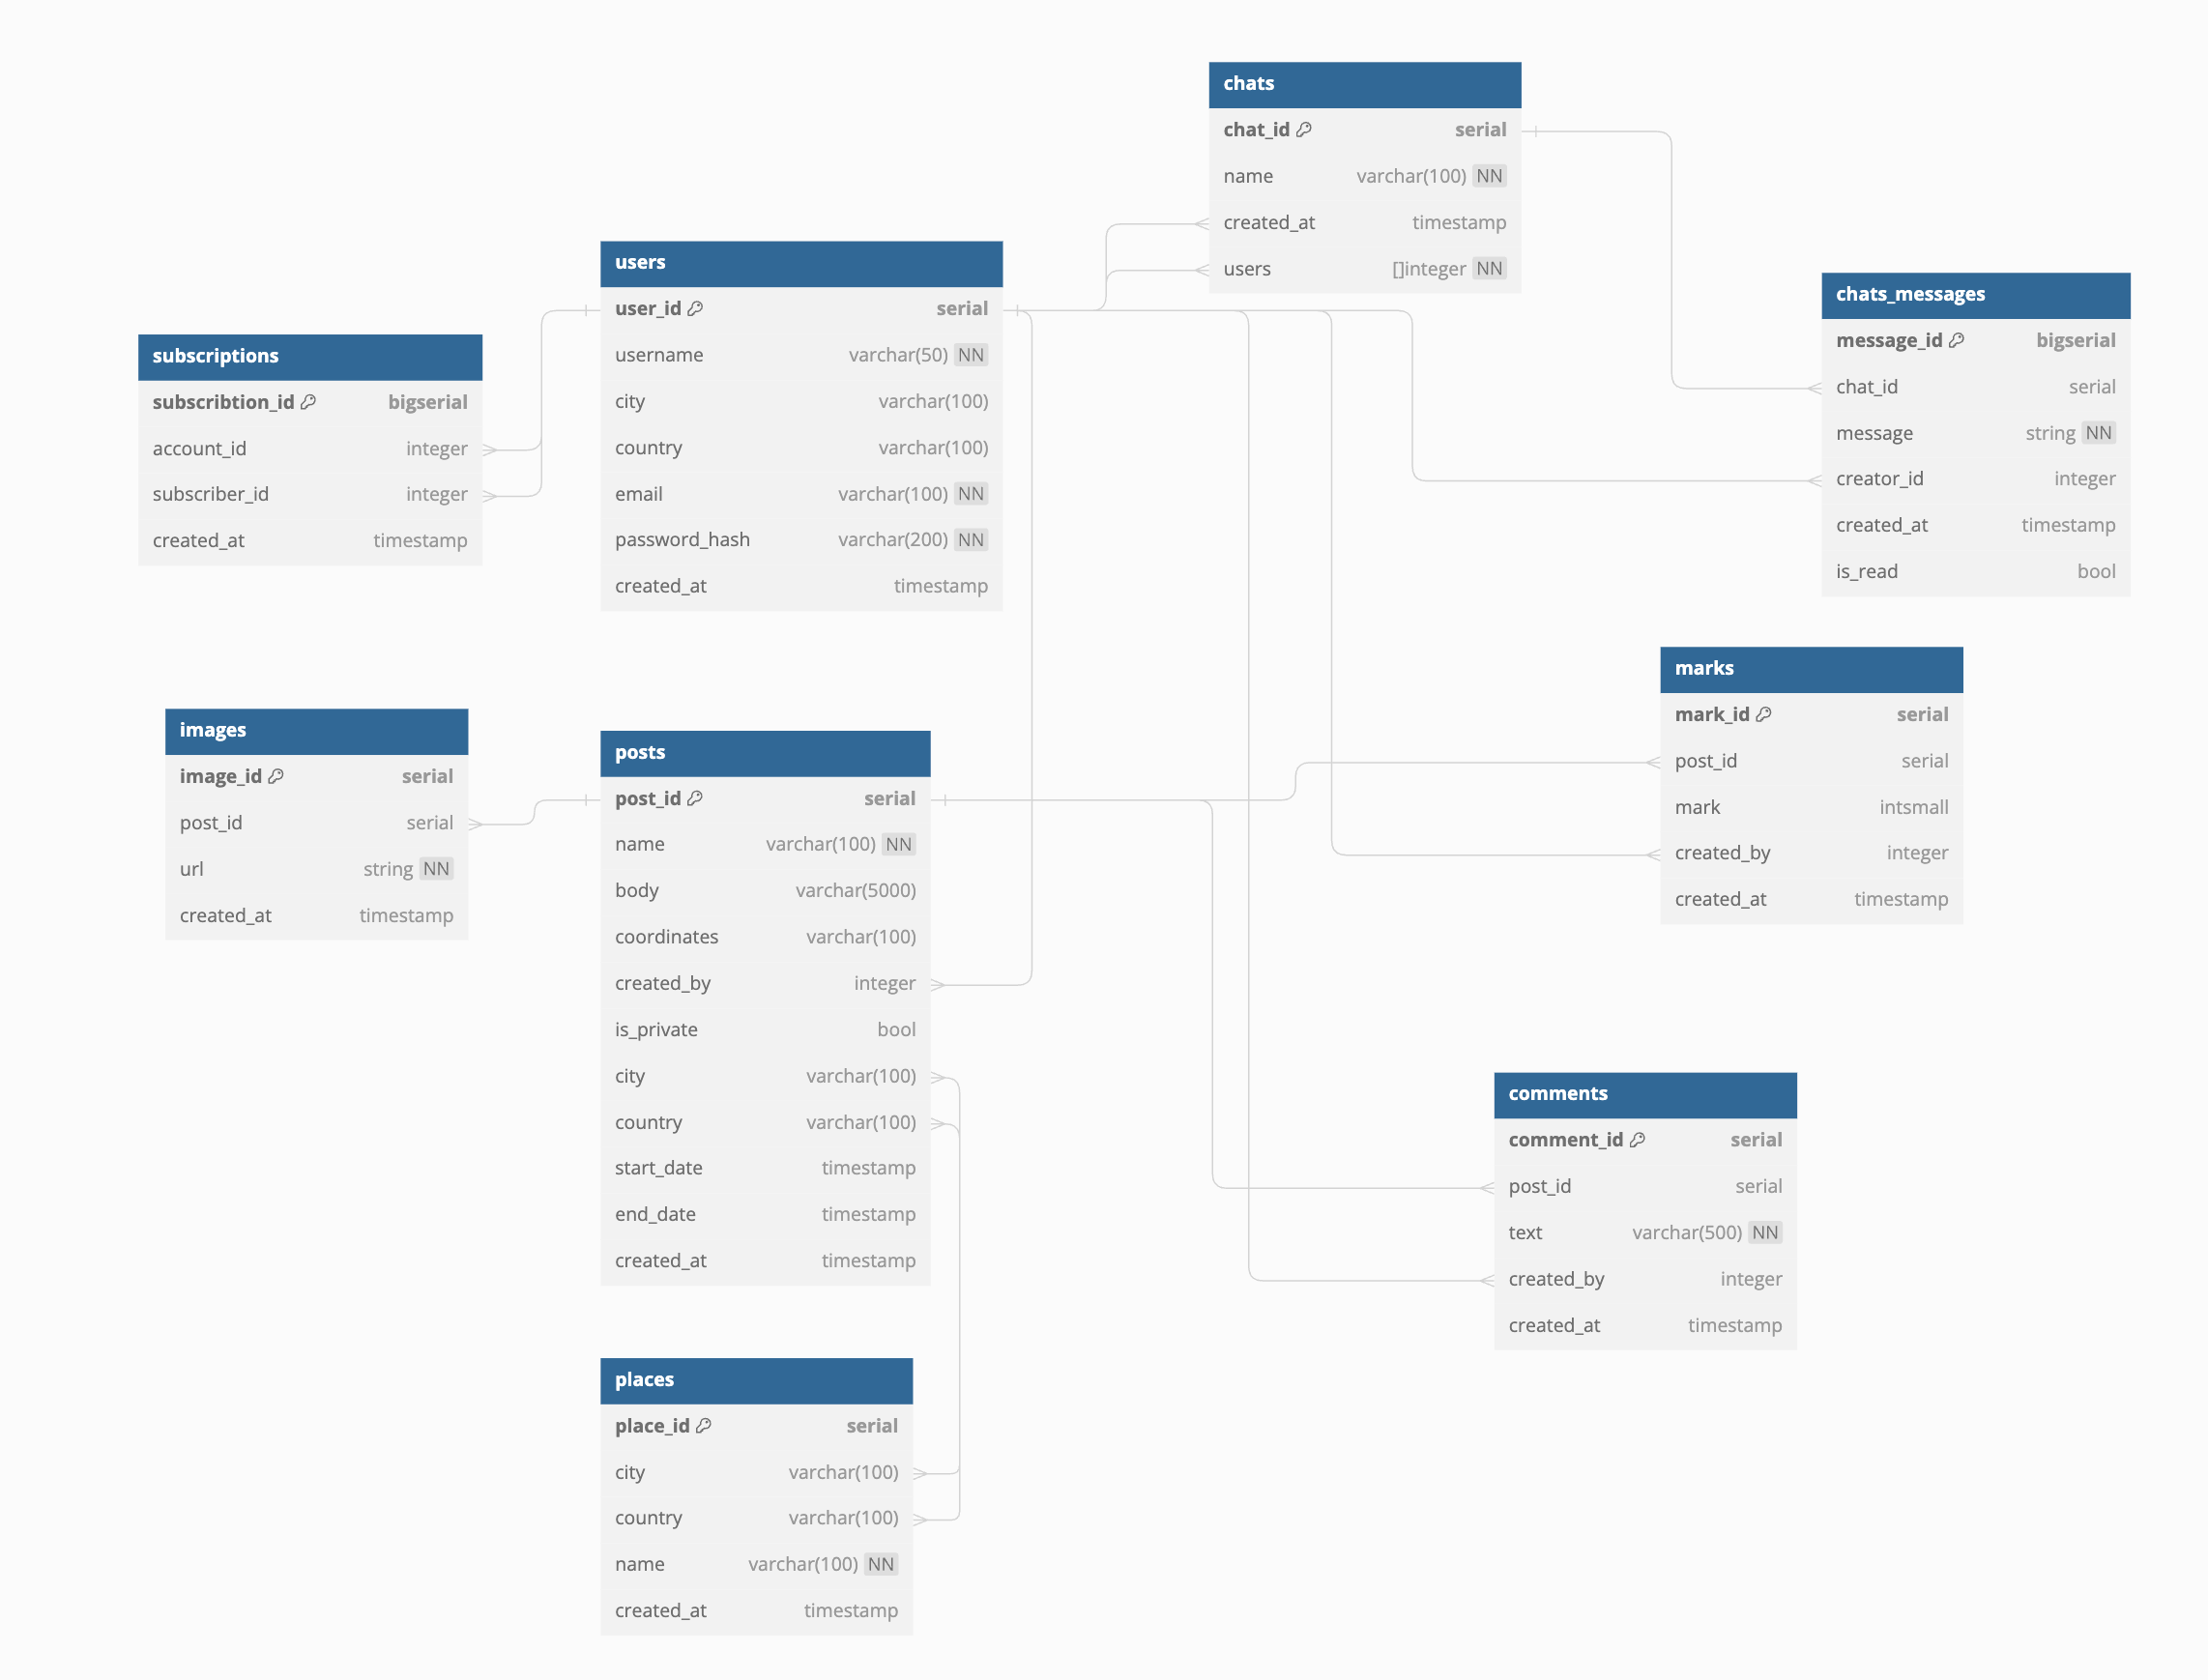 chats
chat_id serial
name varchar(100) NN
created_at timestamp
users []integer NN
users
user_id serial
username varchar(50) NN
city varchar(100)
country varchar(100)
email varchar(100) NN
password_hash varchar(200) NN
created_at timestamp
chats_messages
message_id bigserial
chat_id serial
message string NN
creator_id integer
created_at timestamp
is_read bool
subscriptions
subscribtion_id bigserial
account_id integer
subscriber_id integer
created_at timestamp
marks
mark_id serial
post_id serial
mark intsmall
created_by integer
created_at timestamp
images
image_id serial
post_id serial
url string NN
created_at timestamp
posts
post_id serial
name varchar(100) NN
body varchar(5000)
coordinates varchar(100)
created_by integer
is_private bool
city varchar(100)
country varchar(100)
start_date timestamp
end_date timestamp
created_at timestamp
comments
comment_id serial
post_id serial
text varchar(500) NN
created_by integer
created_at timestamp
places
place_id serial
city varchar(100)
country varchar(100)
name varchar(100) NN
created_at timestamp